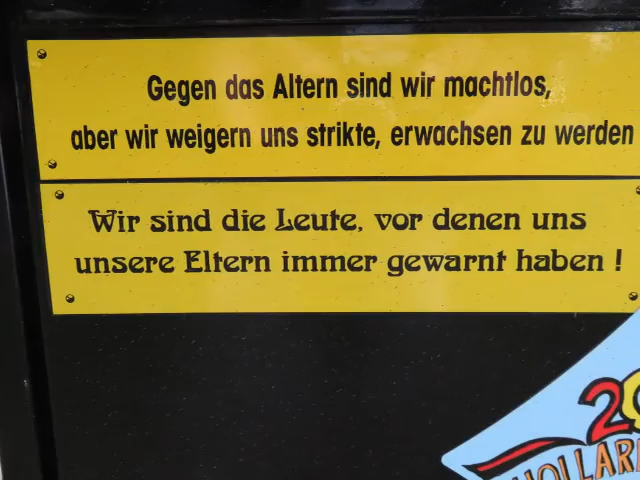 Gegen das Altern sind wir machtlos,
aber wir weigern uns strikte, erwachsen zu werden
Wir sind die Leute, vor denen uns
unsere Eltern immer gewarnt haben !